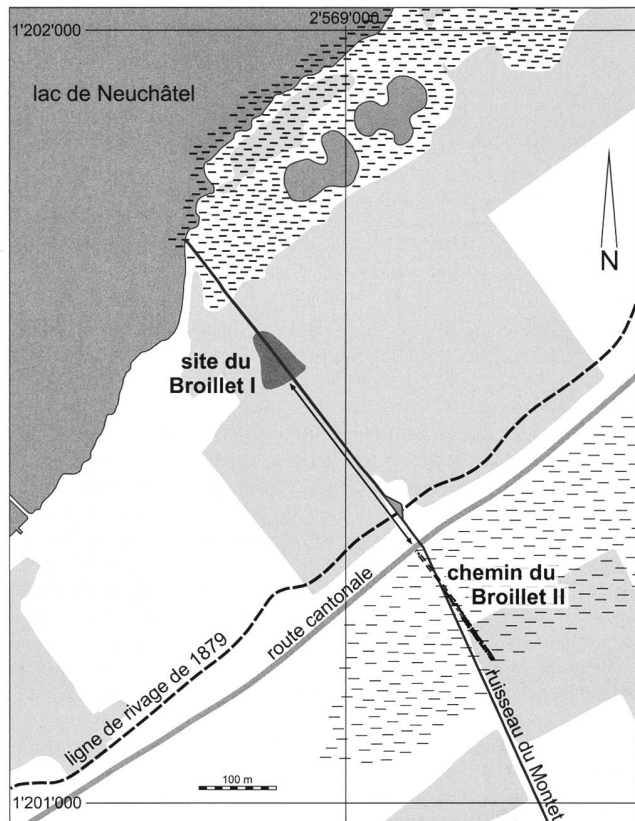 1'202'000
2'569'000
lac de Neuchâtel
N
site du
Broillet I
chemin du
Broillet II
route cantonale
ligne de rivage de 1879
ruisseau du Montet
100 m
1'201'000